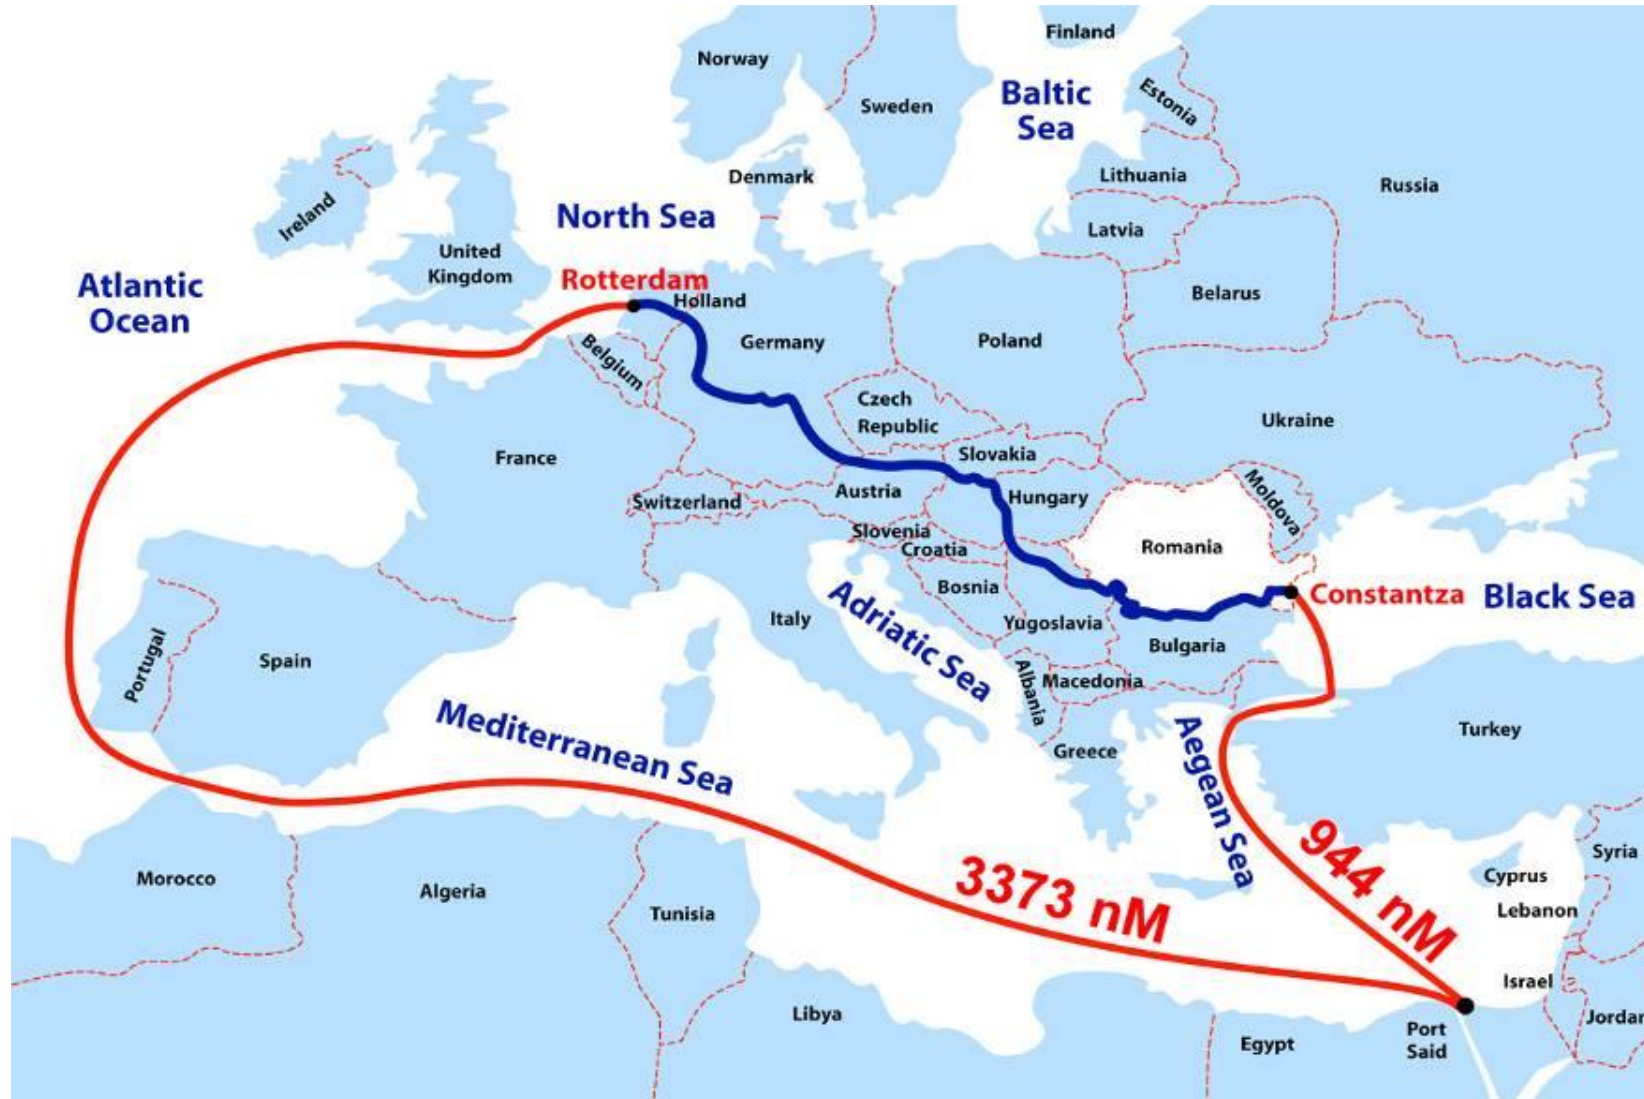 Finland
Norway
Baltic
Sea
Sweden
Estonia
Denmark
Lithuania
Russia
Ireland
North Sea
Latvia
United
Kingdom
Atlantic
Ocean
Rotterdam
Holland
Belarus
Germany
Poland
Belgium
Czech
Republic
Ukraine
France
Slovakia
Switzerland
Austria
Hungary
Moldova
Slovenia
Croatia
Romania
Bosnia
Constantza
Black Sea
Adriatic Sea
Italy
Yugoslavia
Bulgaria
Portugal
Spain
Albania
Macedonia
Mediterranean Sea
Aegean Sea
Turkey
Greece
944 nM
Syria
Morocco
Algeria
3373 nM
Cyprus
Tunisia
Lebanon
Israel
Libya
Port
Said
Jordar
Egypt